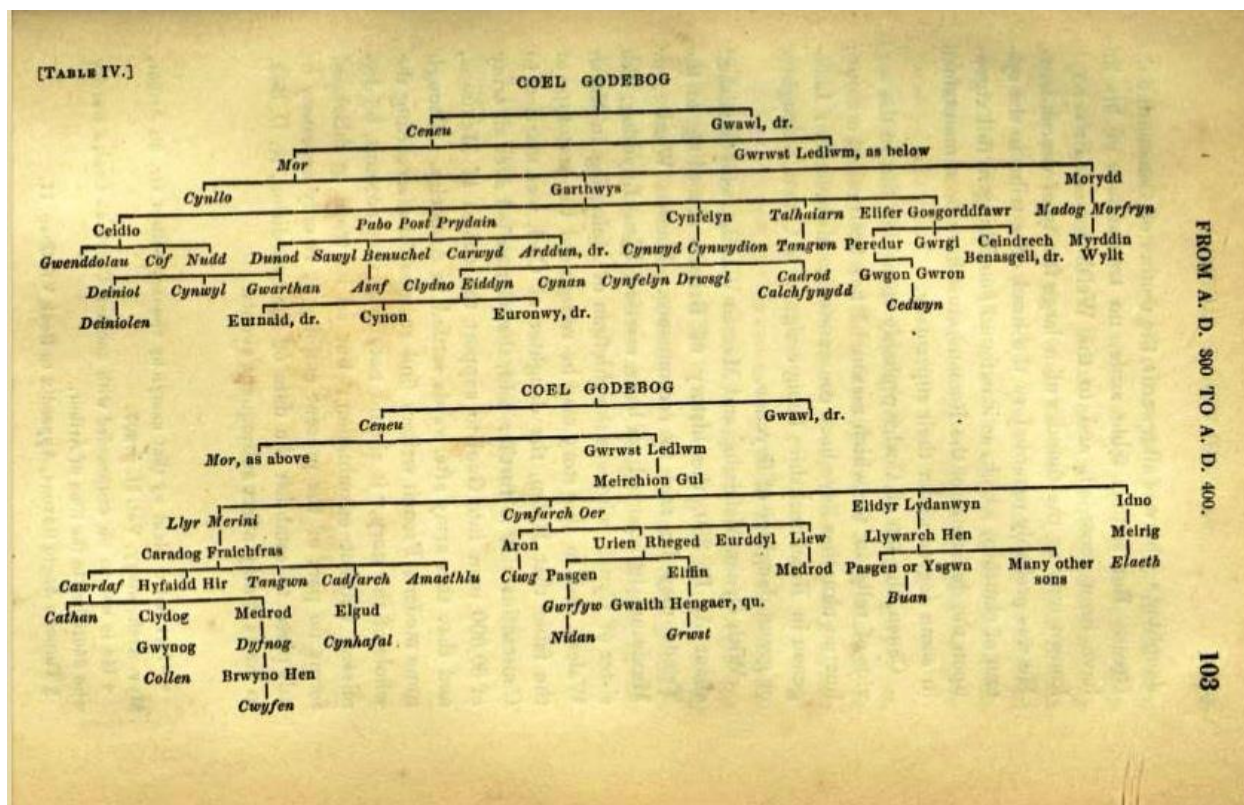 [TABLE IV.]
COEL GODEBOG
Ceneu Gwawl, dr.
Mor Gwrwst Ledlwm, as below
Cynllo Garthwys Morydd
Ceidio Pabo Post Prydain Cynfelyn Talhaiarn Elifer Gosgorddfawr Madog Morfryn
Gwenddolau Cof Nudd Dunod Sawyl Benuchel Carwyd Arddun, dr. Cynwyd Cynwydion Tangwn Peredur Gwrgi Ceindrech Myrddin
Benasgell, dr. Wyllt
Deiniol Cynwyl Gwarthan Asaf Clydno Eiddyn Cynan Cynfelyn Drwsgl Cadrod Gwgon Gwron
Calchfynydd
Deiniolen Eurnaid, dr. Cynon Euronwy, dr. Cedwyn
COEL GODEBOG
Ceneu Gwawl, dr.
Mor, as above Gwrwst Ledlwm
Meirchion Gul
Llyr Merini Cynfarch Oer Elidyr Lydanwyn Idno
Caradog Fraichfras Aron Urien Rheged Eurddyl Llew Llywarch Hen Meirig
Cawrdaf Hyfaidd Hir Tangwn Cadfarch Amaethlu Ciwg Pasgen Elffin Medrod Pasgen or Ysgwn Many other Elaeth
sons
Cathan Clydog Medrod Elgud Gwrfyw Gwaith Hengaer, qu. Buan
Gwynog Dyfnog Cynhafal Nidan Grwst
Collen Brwyno Hen
Cwyfen
FROM A. D. 300 TO A. D. 400.
103